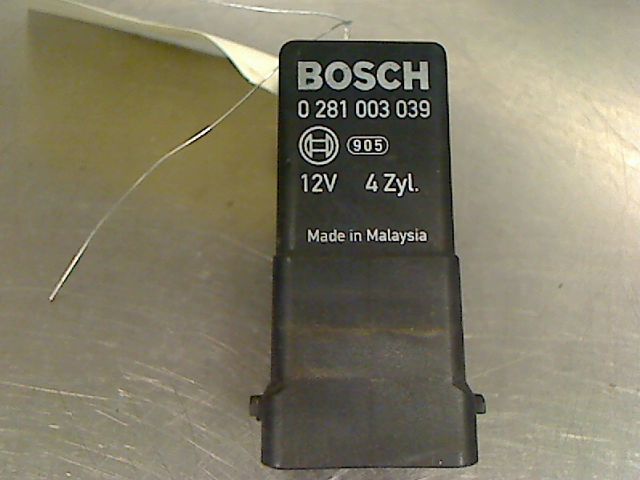 BOSCH
0 281 003 039
905
12V 4 Zyl.
Made in Malaysia